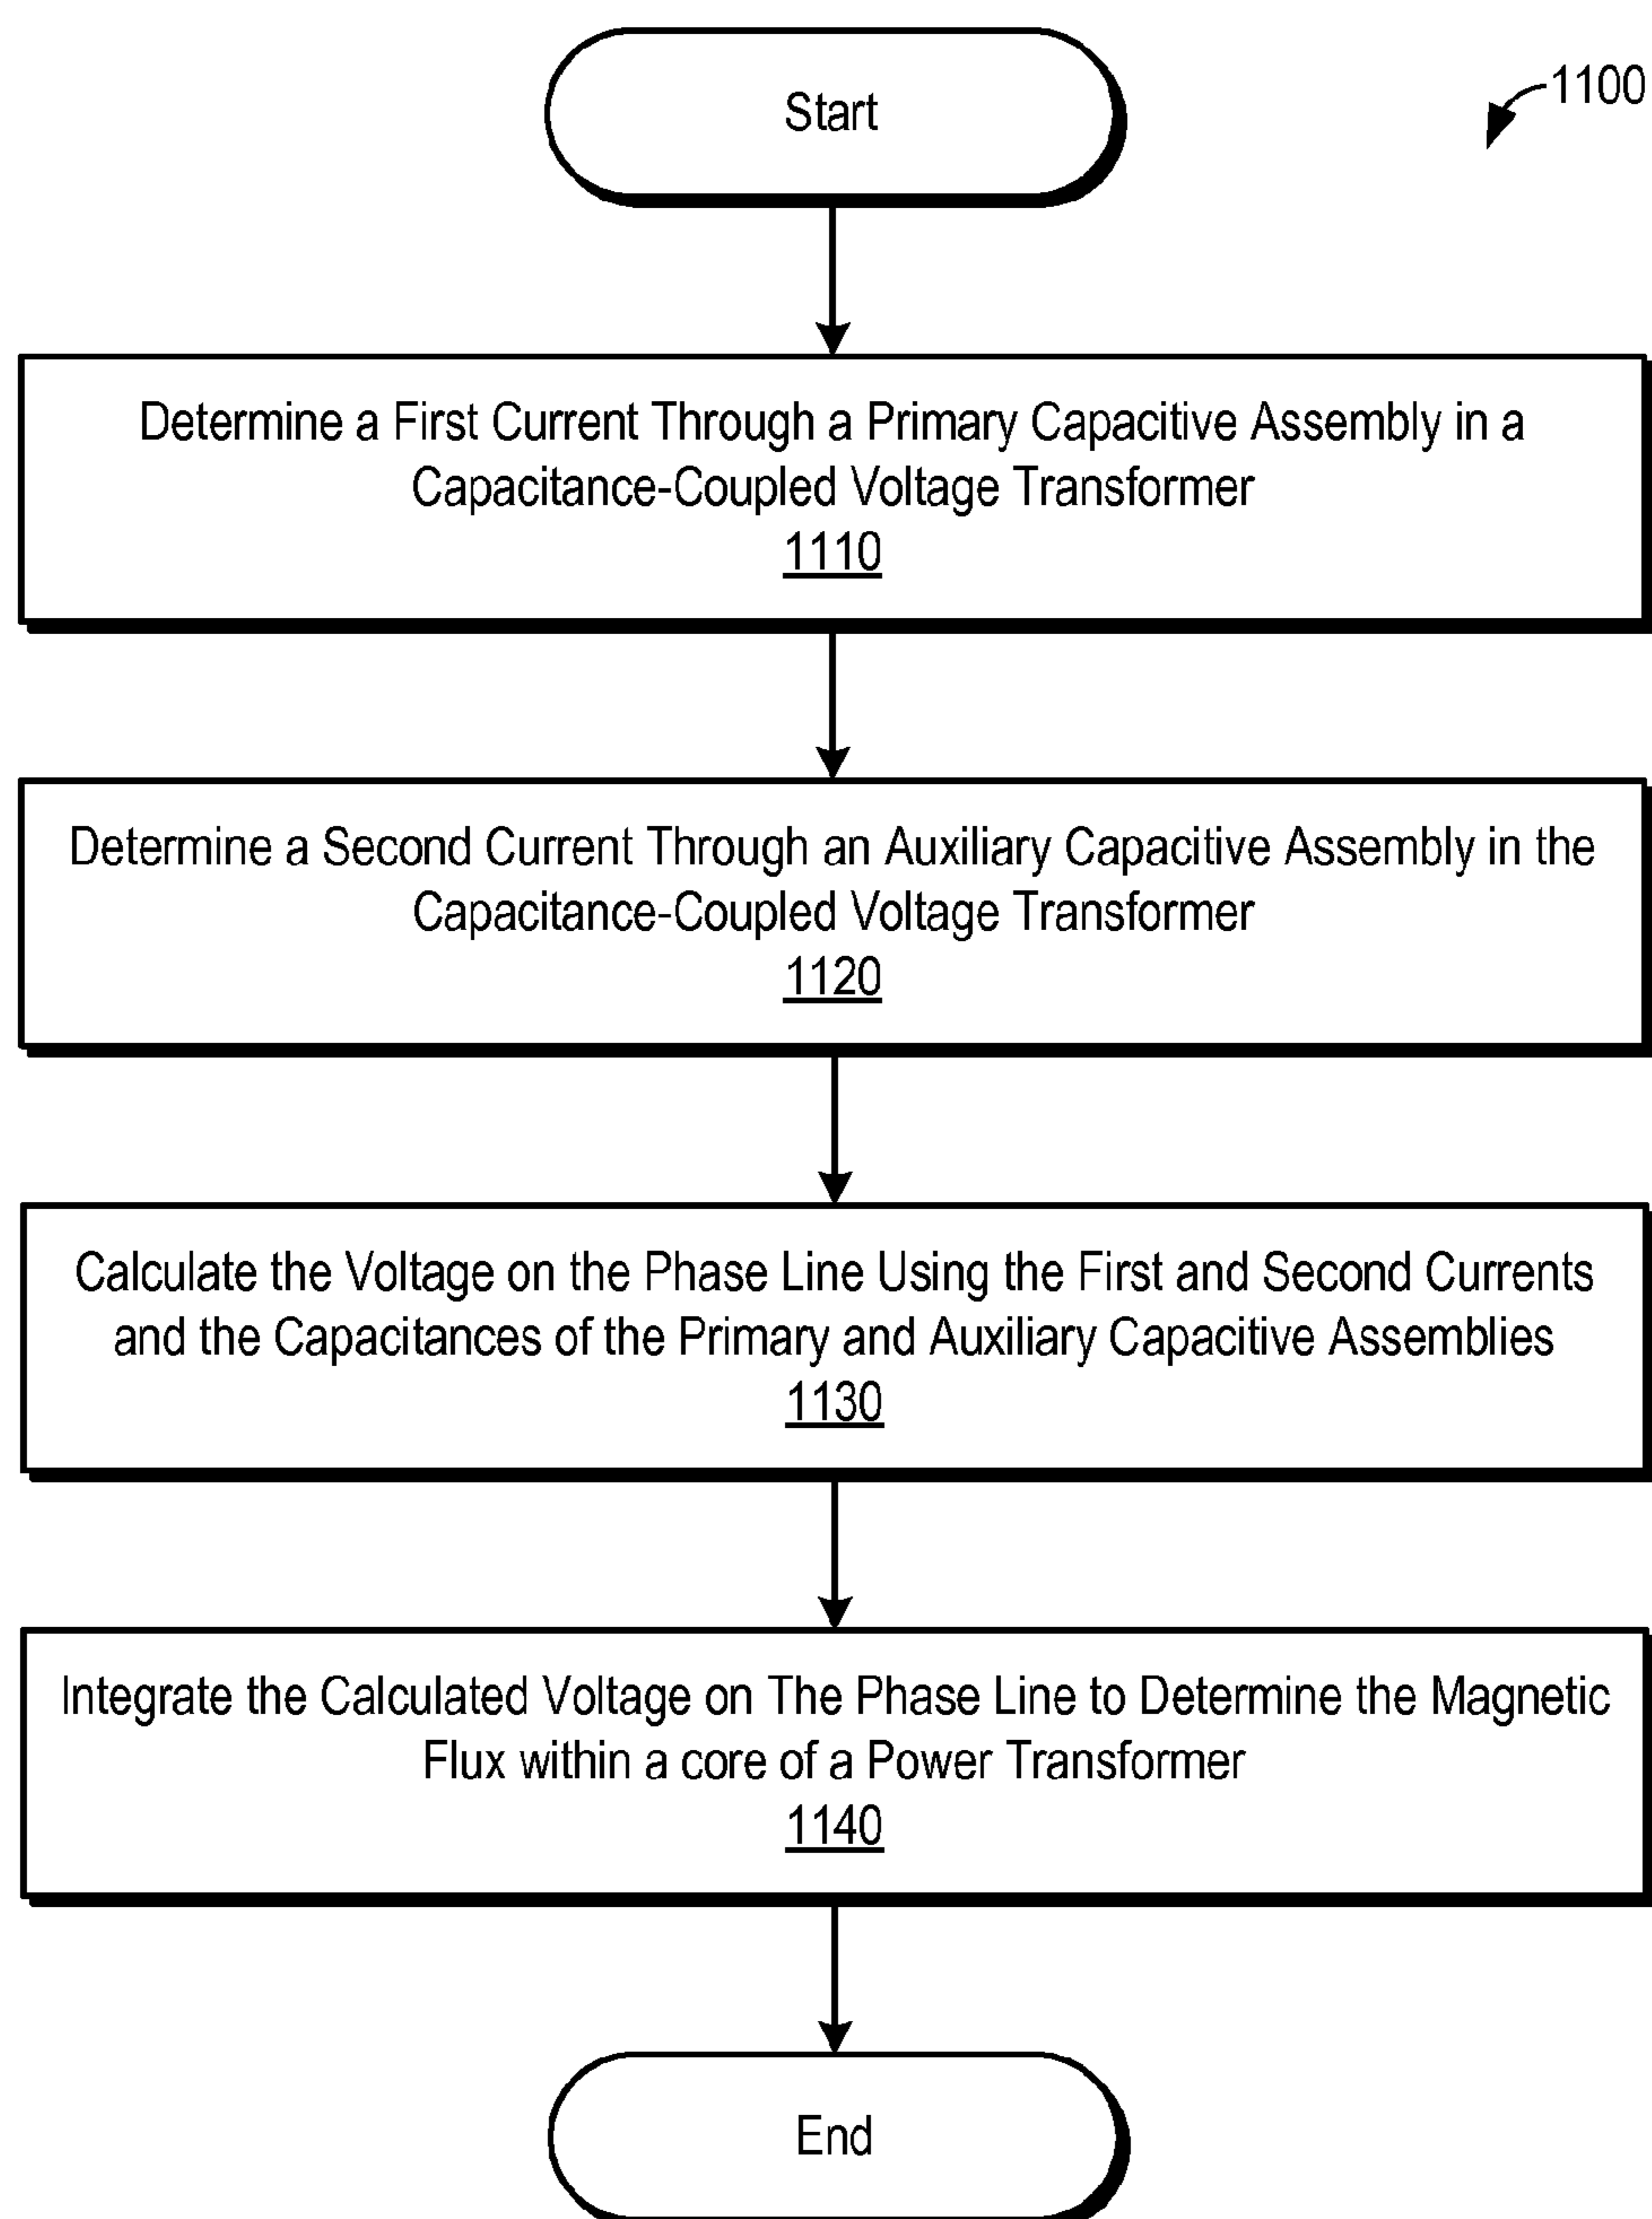 Start
1100
Determine a First Current Through a Primary Capacitive Assembly in a
Capacitance-Coupled Voltage Transformer
1110
Determine a Second Current Through an Auxiliary Capacitive Assembly in the
Capacitance-Coupled Voltage Transformer
1120
Calculate the Voltage on the Phase Line Using the First and Second Currents
and the Capacitances of the Primary and Auxiliary Capacitive Assemblies
1130
Integrate the Calculated Voltage on The Phase Line to Determine the Magnetic
Flux within a core of a Power Transformer
1140
End